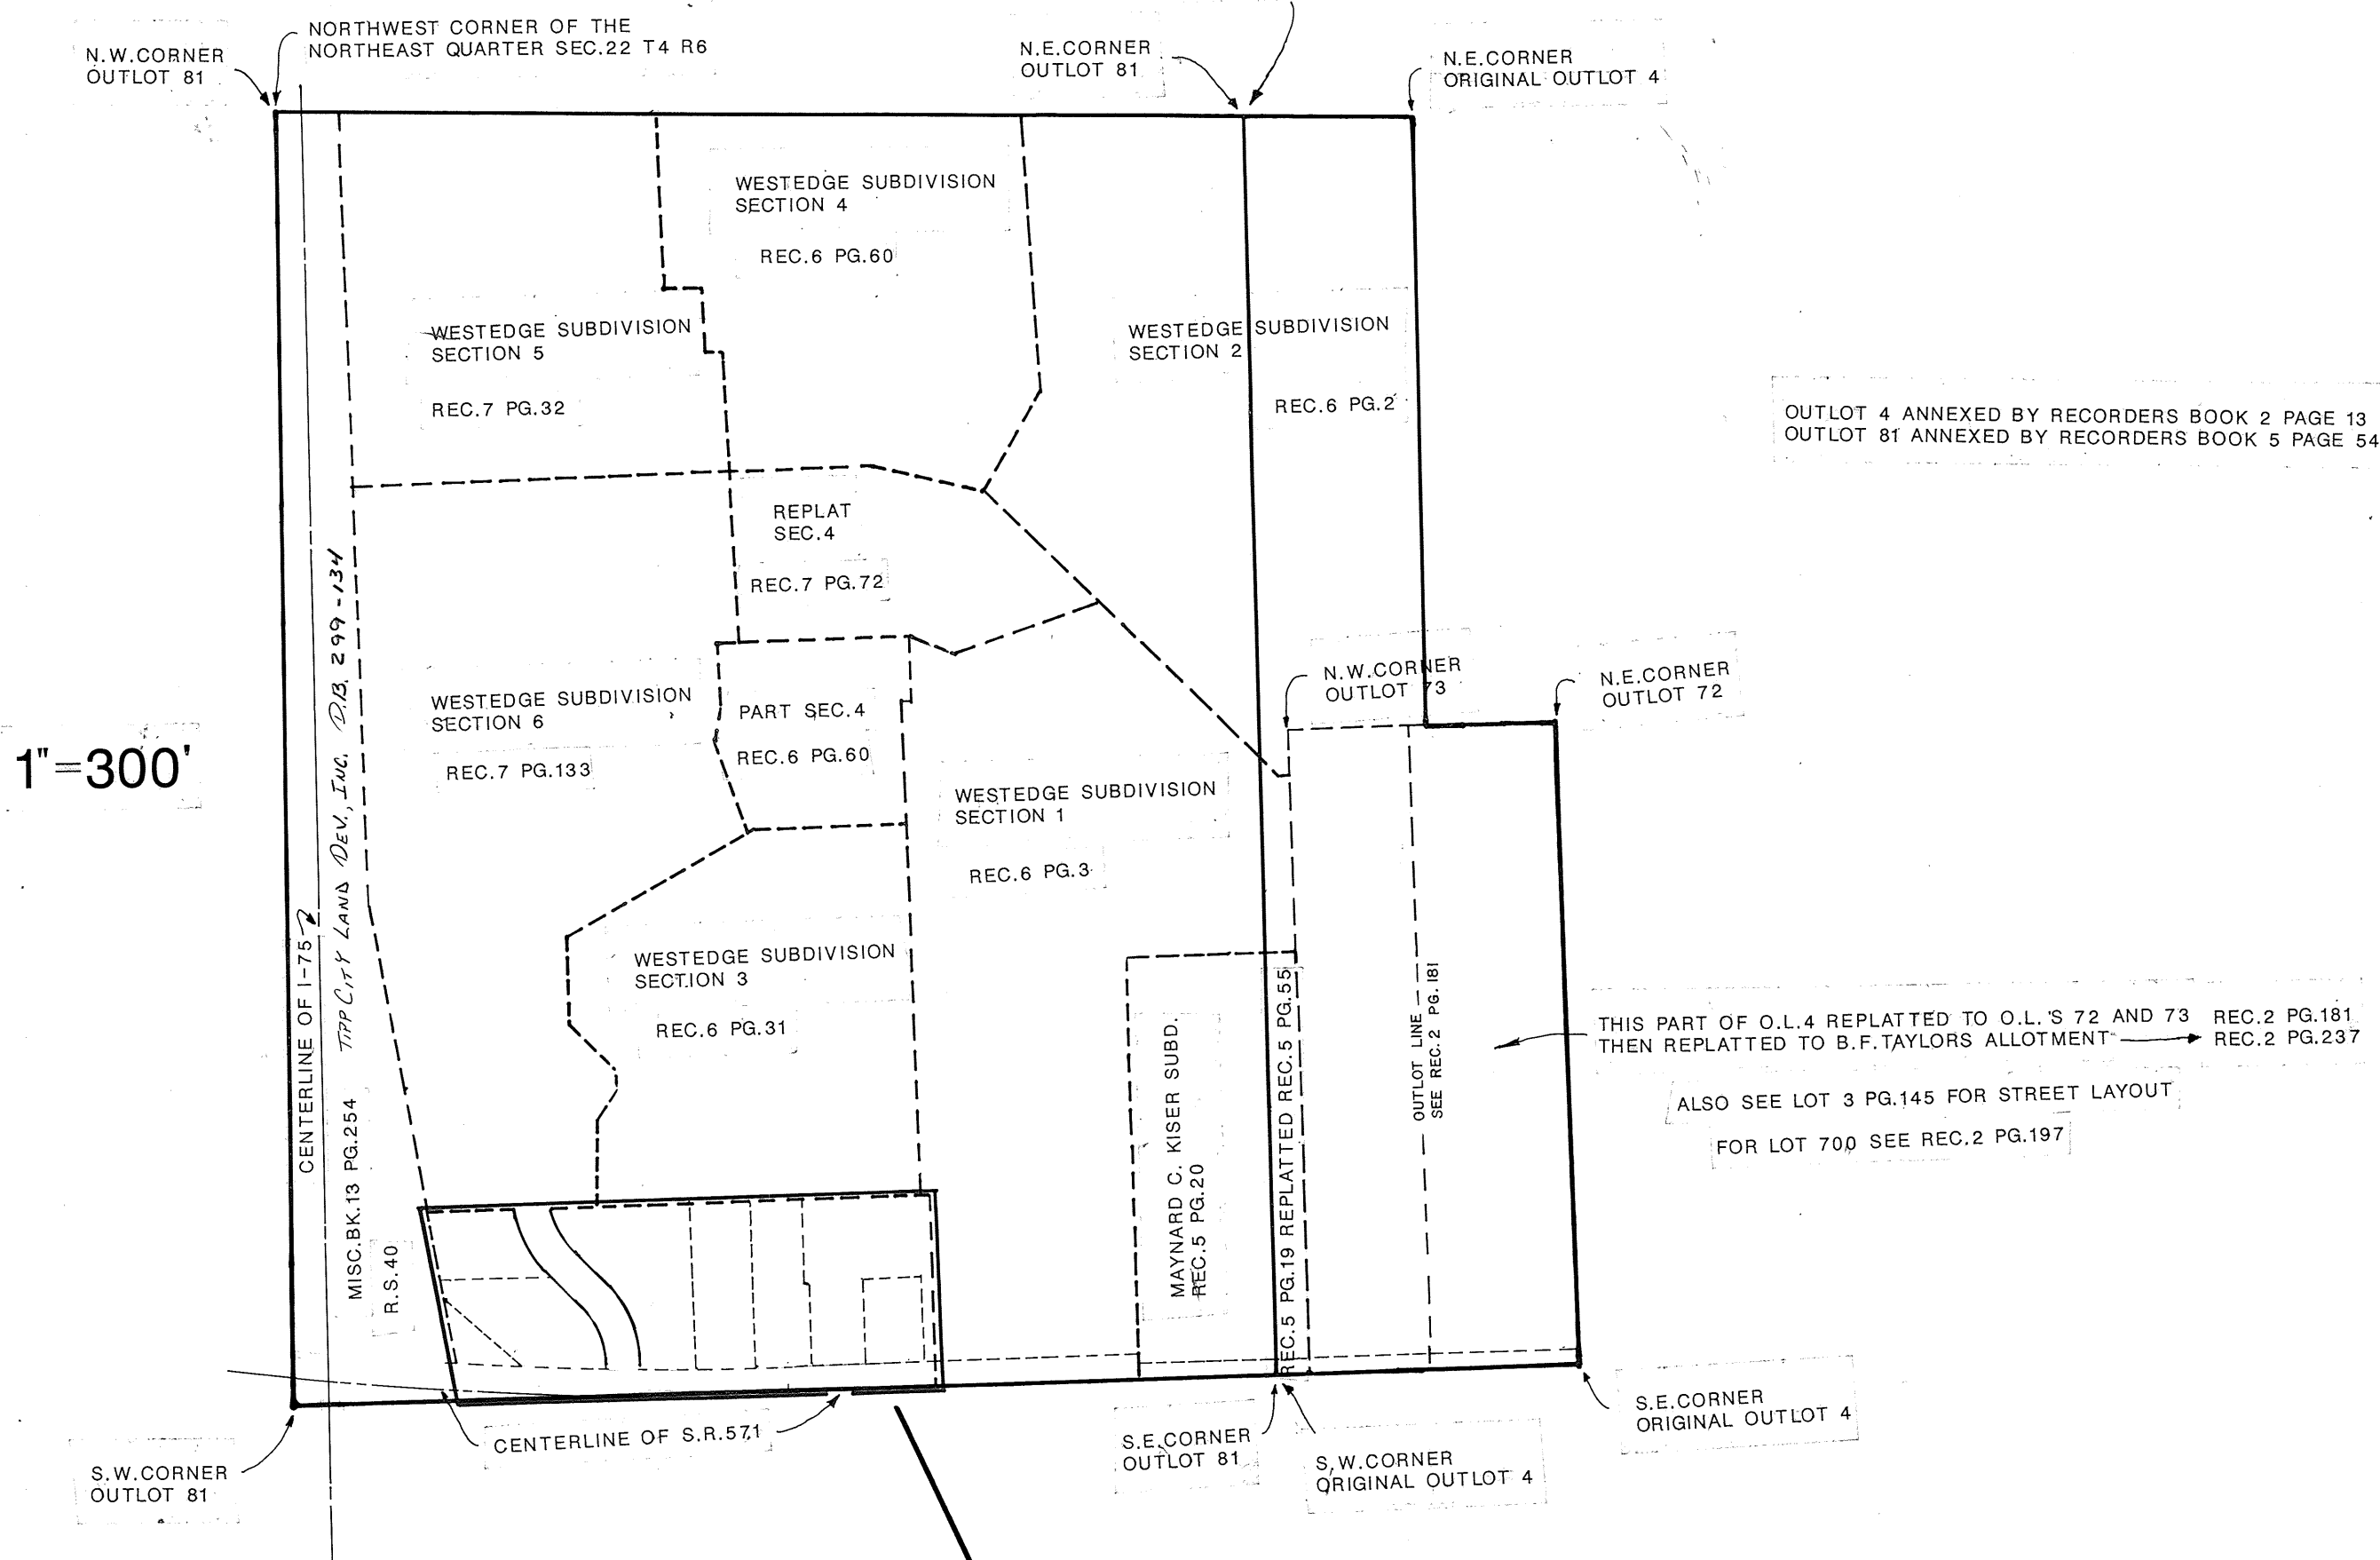 NORTHWEST CORNER OF THE
NORTHEAST QUARTER SEC.22 T4 R6
N.W.CORNER
OUTLOT 81
N.E.CORNER
OUTLOT 81
N.E.CORNER
ORIGINAL OUTLOT 4
WESTEDGE SUBDIVISION
SECTION 4
REC.6 PG.60
WESTEDGE SUBDIVISION
SECTION 5
REC.7 PG.32
WESTEDGE SUBDIVISION
SECTION 2
REC.6 PG.2
OUTLOT 4 ANNEXED BY RECORDERS BOOK 2 PAGE 13
OUTLOT 81 ANNEXED BY RECORDERS BOOK 5 PAGE 54
REPLAT
SEC.4
REC.7 PG.72
N.W.CORNER
OUTLOT 73
N.E.CORNER
OUTLOT 72
WESTEDGE SUBDIVISION
SECTION 6
REC.7 PG.133
PART SEC.4
REC.6 PG.60
1"=300'
WESTEDGE SUBDIVISION
SECTION 1
REC.6 PG.3
WESTEDGE SUBDIVISION
SECTION 3
REC.6 PG.31
CENTERLINE OF I-75
TIPP CITY LAND DEV., INC. D.B. 299-134
MISC.BK.13 PG.254
R.S.40
MAYNARD C. KISER SUBD.
REC.5 PG.20
REC.5 PG.19 REPLATTED REC.5 PG.55
OUTLOT LINE
SEE REC.2 PG.181
THIS PART OF O.L.4 REPLATTED TO O.L.'S 72 AND 73 REC.2 PG.181
THEN REPLATTED TO B.F.TAYLORS ALLOTMENT REC.2 PG.237
ALSO SEE LOT 3 PG.145 FOR STREET LAYOUT
FOR LOT 700 SEE REC.2 PG.197
CENTERLINE OF S.R.571
S.W.CORNER
OUTLOT 81
S.E.CORNER
OUTLOT 81
S.W.CORNER
ORIGINAL OUTLOT 4
S.E.CORNER
ORIGINAL OUTLOT 4